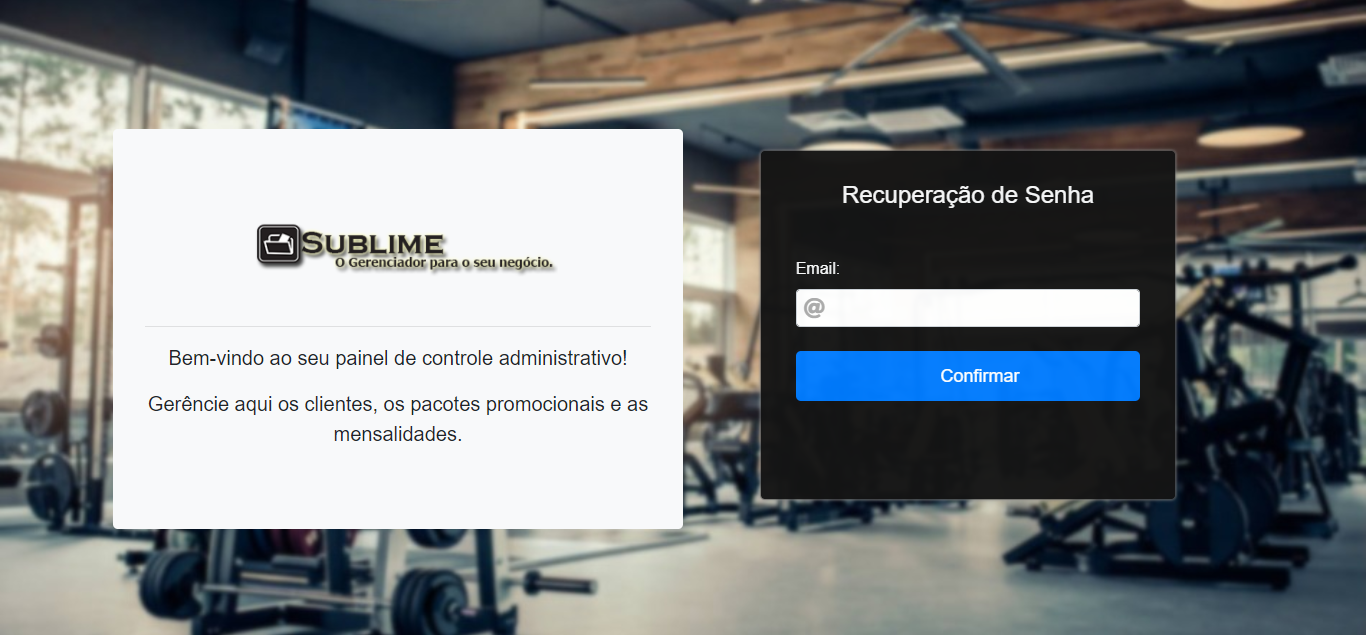 SUBLIME
O Gerenciador para o seu negócio.
Bem-vindo ao seu painel de controle administrativo!
Gerêncie aqui os clientes, os pacotes promocionais e as
mensalidades.
Recuperação de Senha
Email:
@
Confirmar